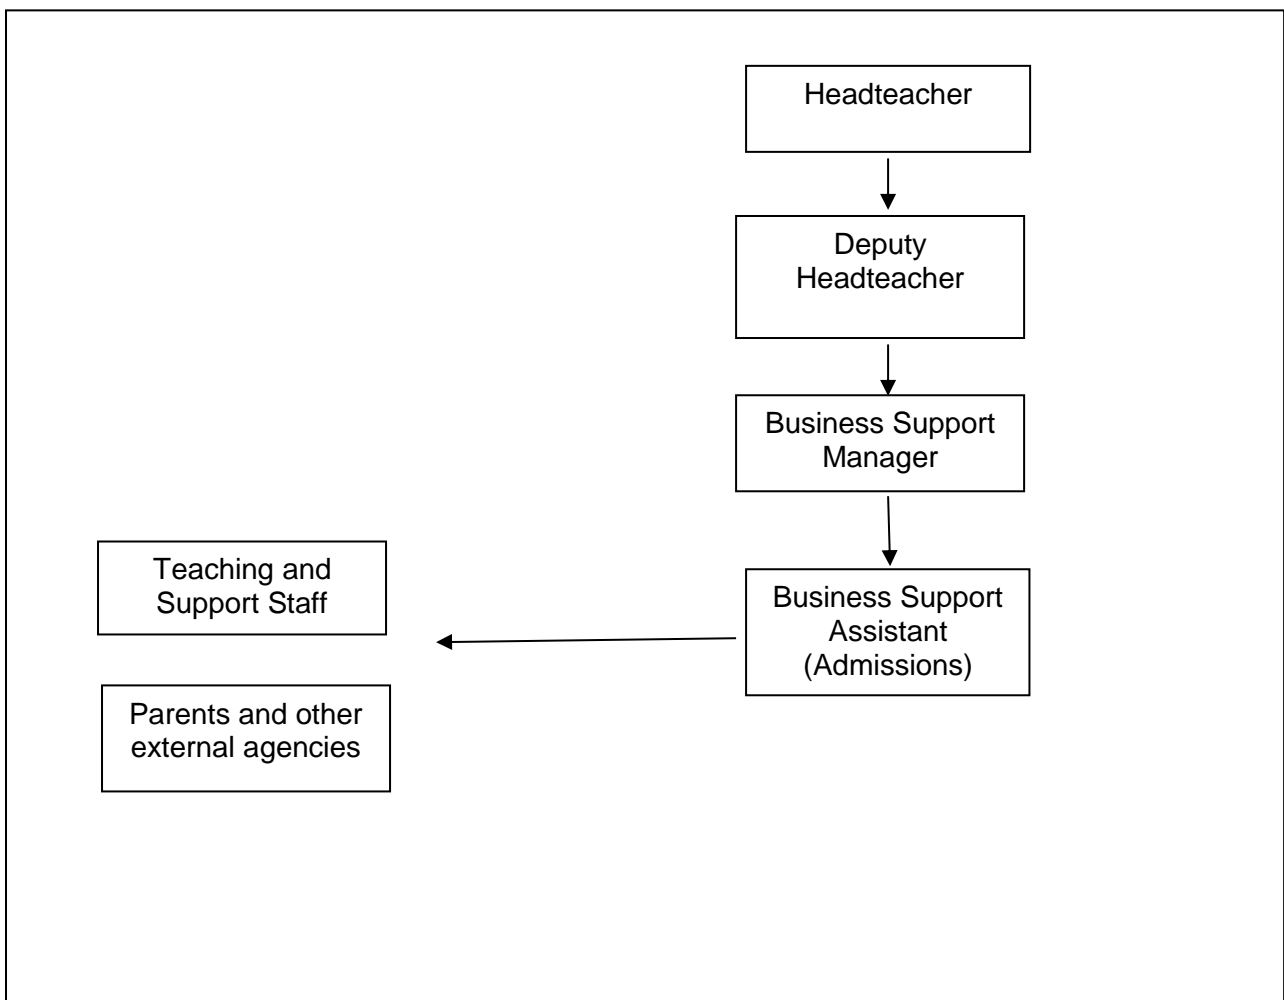 Headteacher
Deputy
Headteacher
Business Support
Manager
Teaching and
Support Staff
Business Support
Assistant
(Admissions)
Parents and other
external agencies